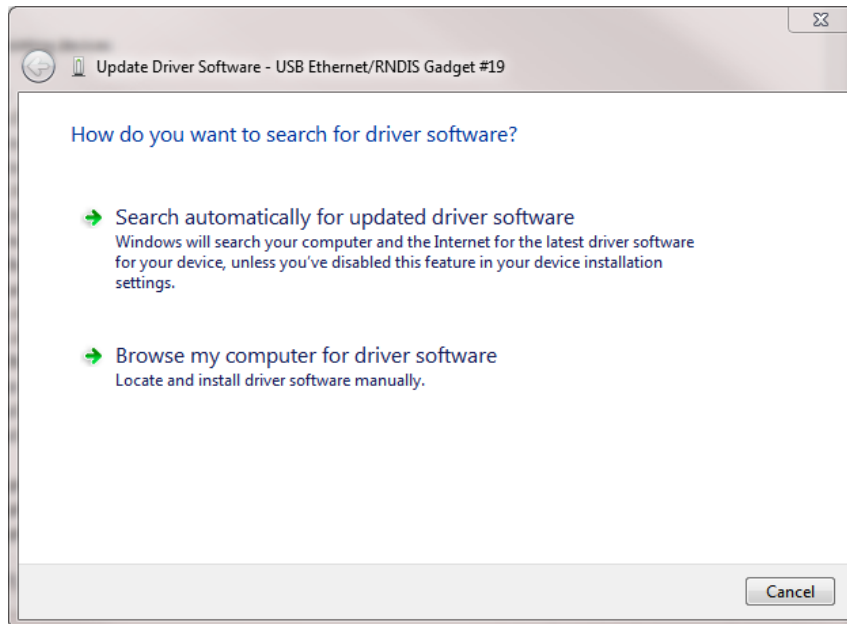 Update Driver Software - USB Ethernet/RNDIS Gadget #19
How do you want to search for driver software?
Search automatically for updated driver software
Windows will search your computer and the Internet for the latest driver software
for your device, unless you've disabled this feature in your device installation
settings.
Browse my computer for driver software
Locate and install driver software manually.
Cancel